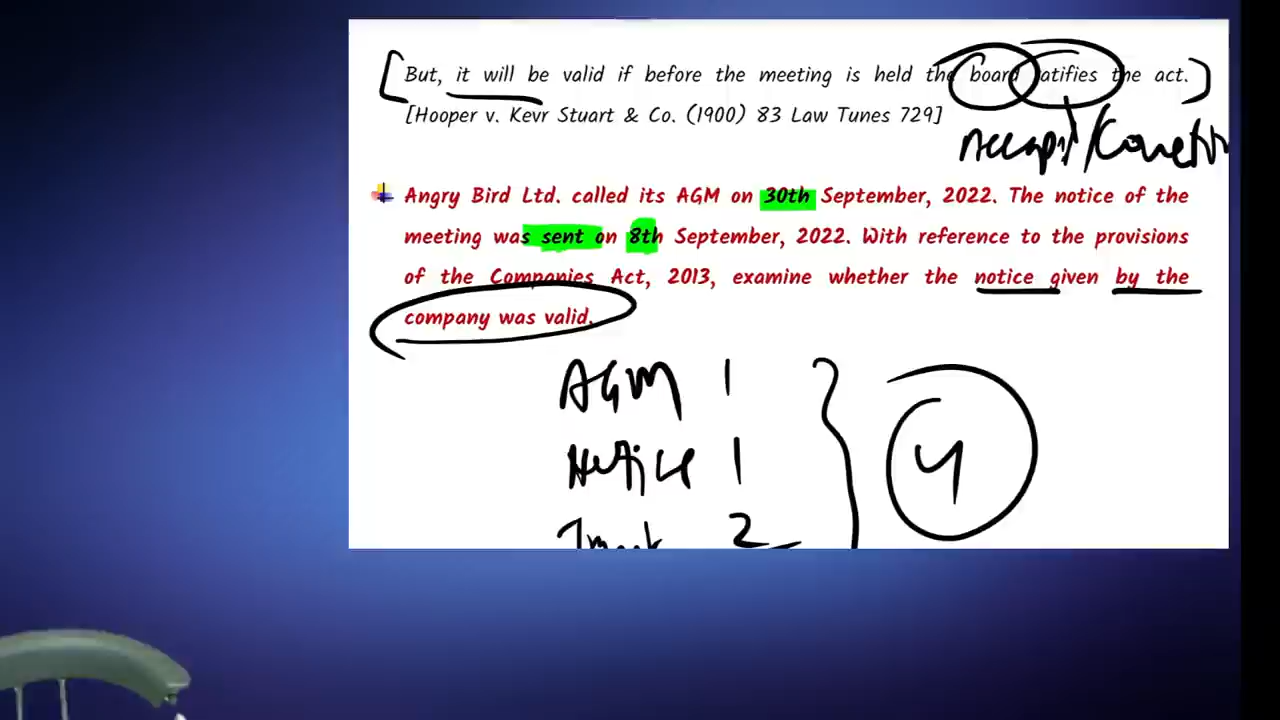 But, it will be valid if before the meeting is held the board ratifies the act.
[Hooper v. Kevr Stuart & Co. (1900) 83 Law Tunes 729]
Accept/
Angry Bird Ltd. called its AGM on 30th September, 2022. The notice of the
meeting was sent on 8th September, 2022. With reference to the provisions
of the Companies Act, 2013, examine whether the notice given by the
company was valid.
AGM 1
Notice 1
2
4